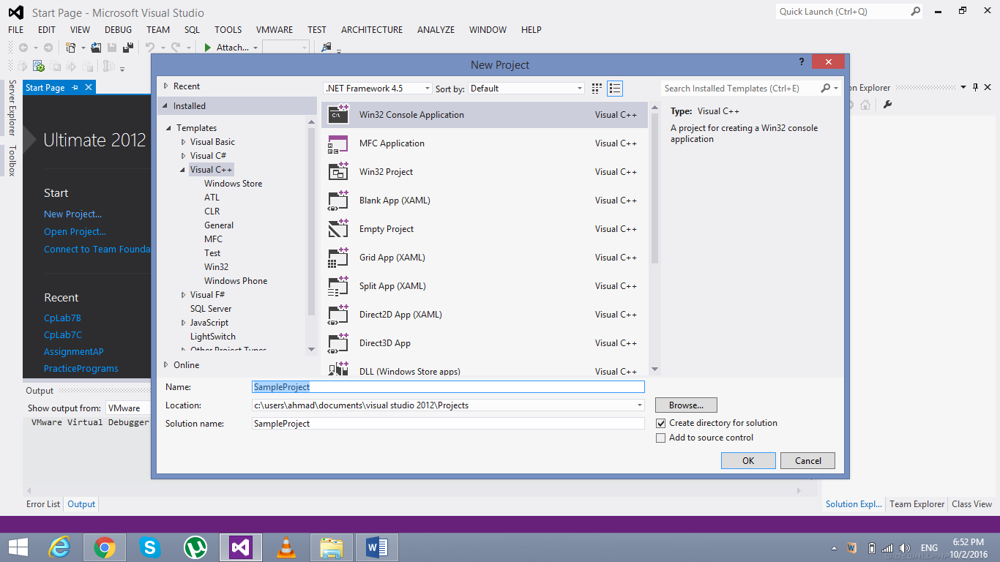 Start Page - Microsoft Visual Studio
Quick Launch (Ctrl+Q)
FILE EDIT VIEW DEBUG TEAM SQL TOOLS VMWARE TEST ARCHITECTURE ANALYZE WINDOW HELP
Attach...
New Project
?
Server Explorer
Toolbox
Start Page
Ultimate 2012
Start
New Project...
Open Project...
Connect to Team Founda
Recent
CpLab7B
CpLab7C
AssignmentAP
PracticePrograms
Recent
Installed
Templates
Visual Basic
Visual C#
Visual C++
Windows Store
ATL
CLR
General
MFC
Test
Win32
Windows Phone
Visual F#
SQL Server
JavaScript
LightSwitch
Other Project Types
Online
.NET Framework 4.5 Sort by: Default
Win32 Console Application Visual C++
MFC Application Visual C++
Win32 Project Visual C++
Blank App (XAML) Visual C++
Empty Project Visual C++
Grid App (XAML) Visual C++
Split App (XAML) Visual C++
Direct2D App (XAML) Visual C++
Direct3D App Visual C++
DLL (Windows Store apps) Visual C++
Search Installed Templates (Ctrl+E)
Type: Visual C++
A project for creating a Win32 console
application
on Explorer
Name: SampleProject
Location: c:\users\ahmad\documents\visual studio 2012\Projects Browse...
Solution name: SampleProject
Create directory for solution
Add to source control
OK Cancel
Output
Show output from: VMware
VMware Virtual Debugger
Error List Output
Solution Expl... Team Explorer Class View
ENG
6:52 PM
10/2/2016